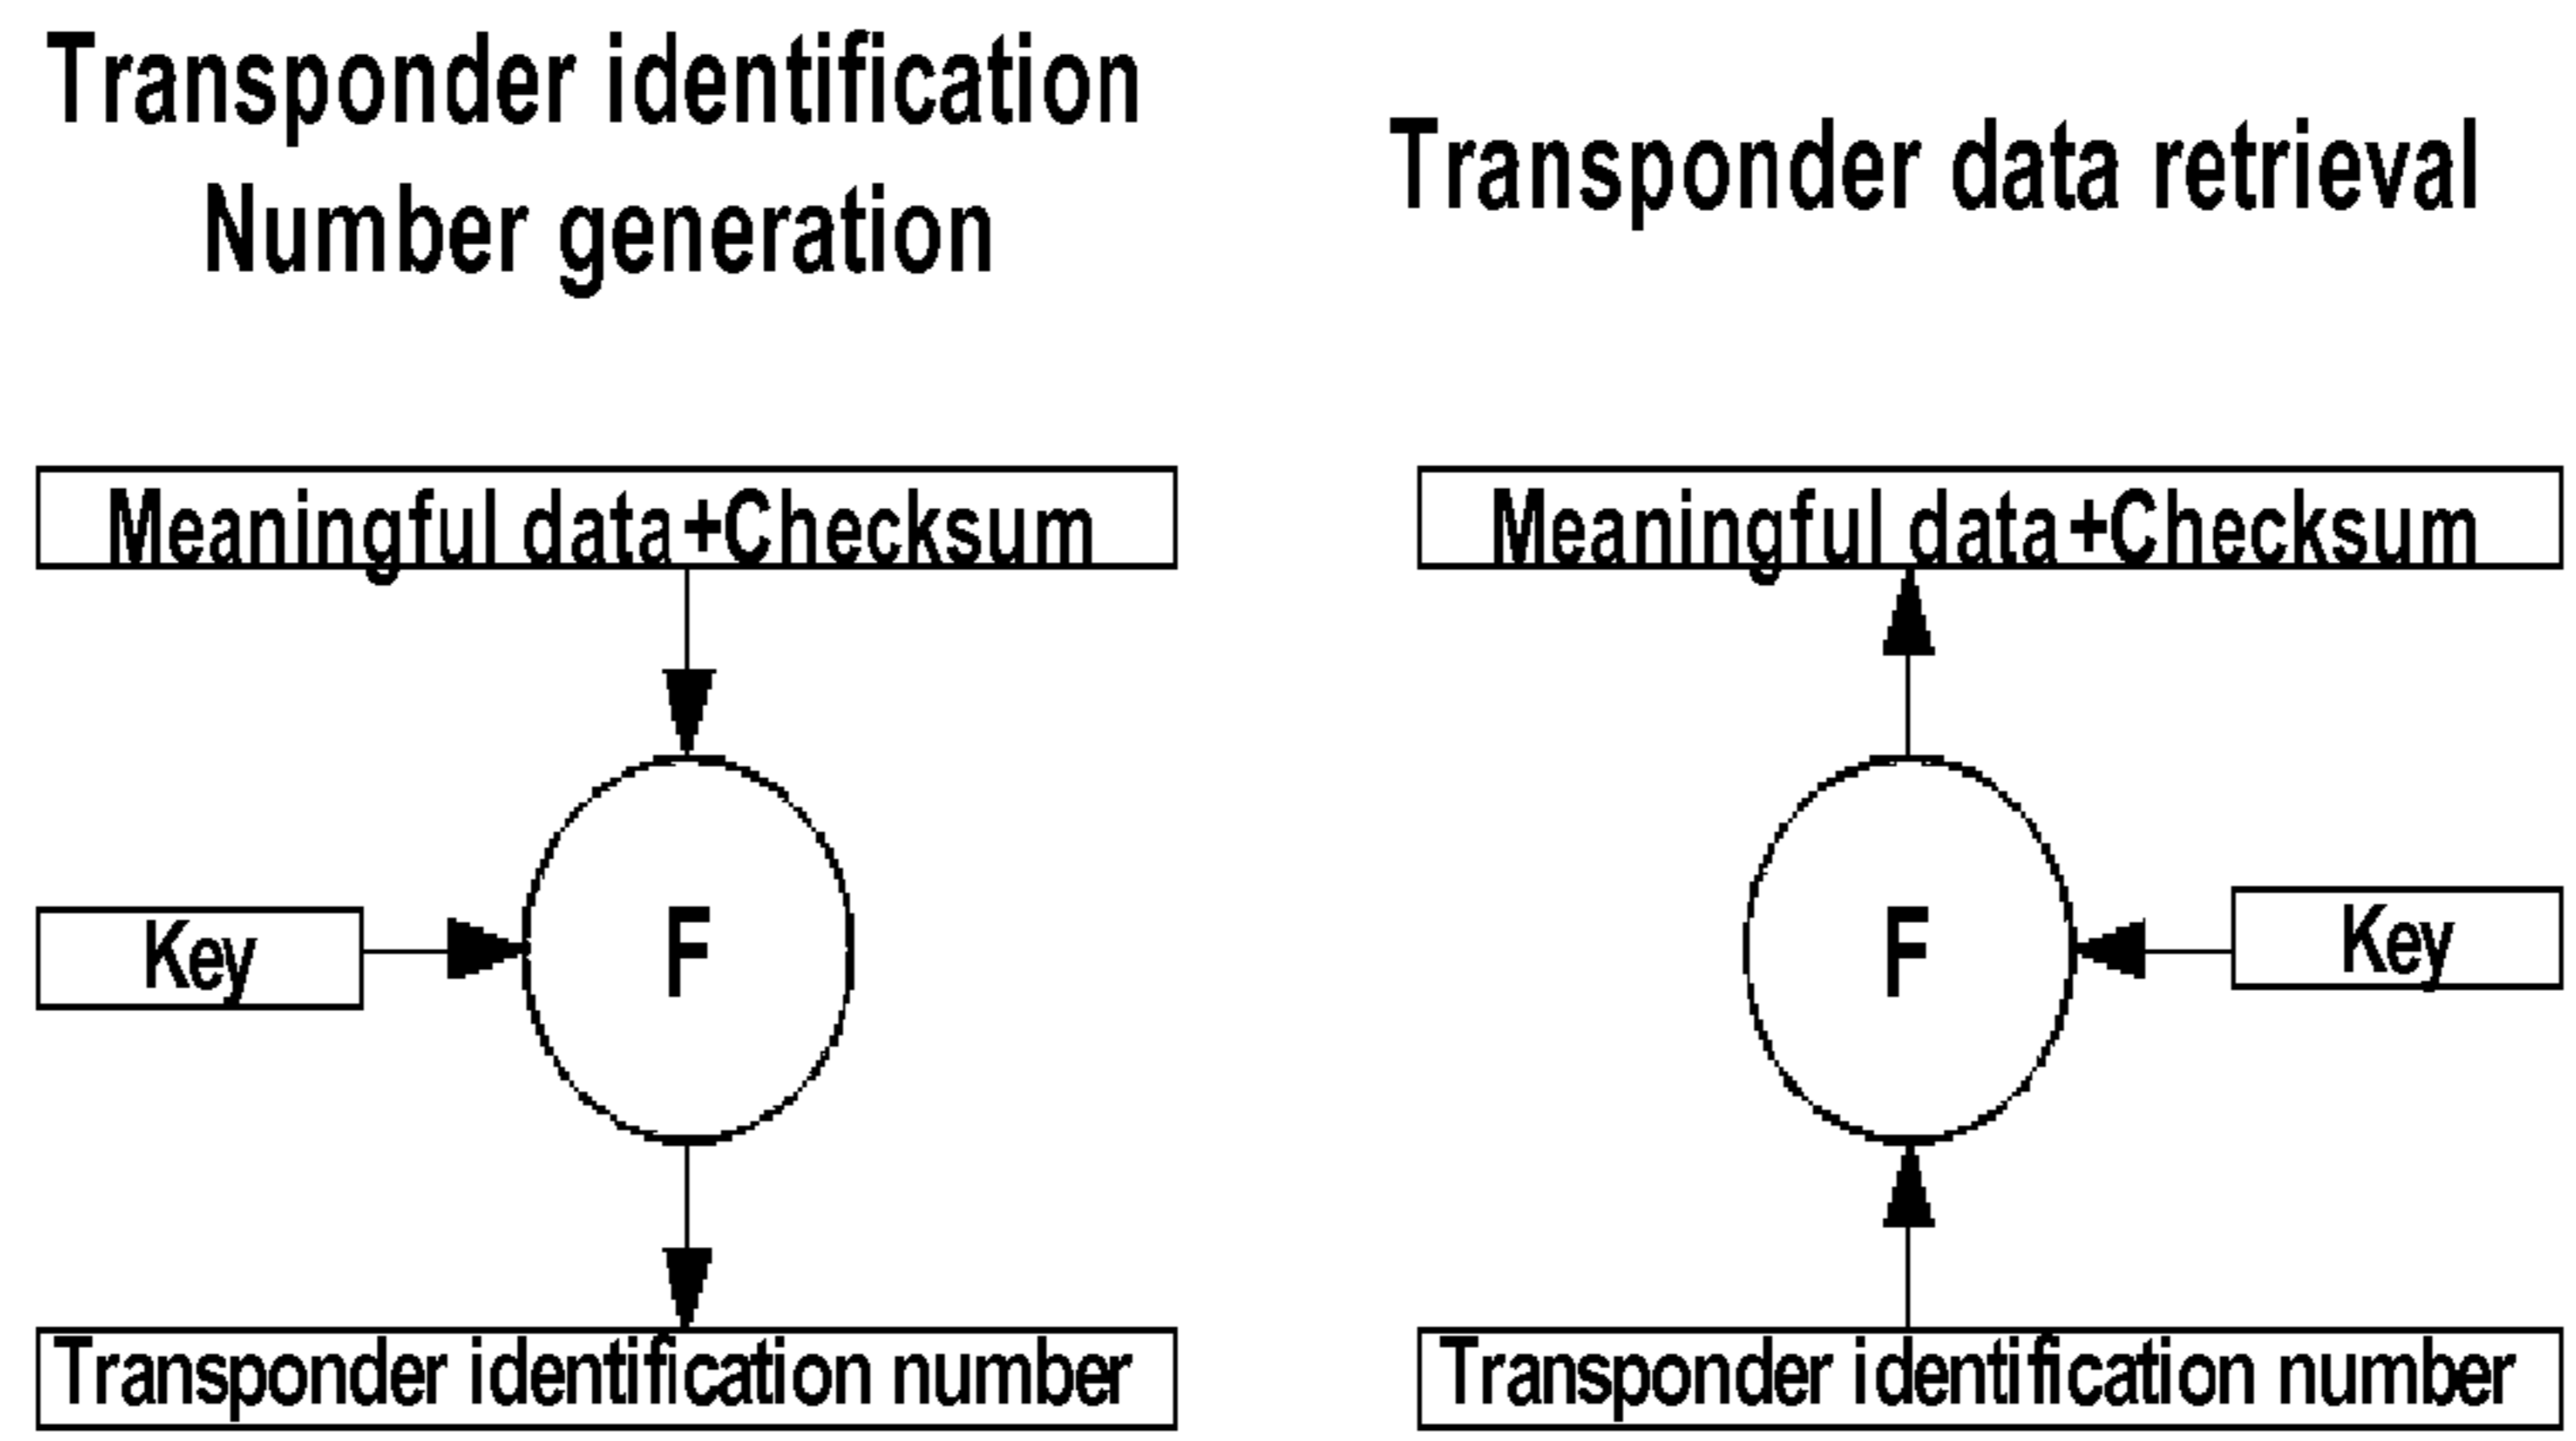 Transponder identification
Number generation
Meaningful data+Checksum
Key
F
Transponder identification number
Transponder data retrieval
Meaningful data+Checksum
F
Key
Transponder identification number